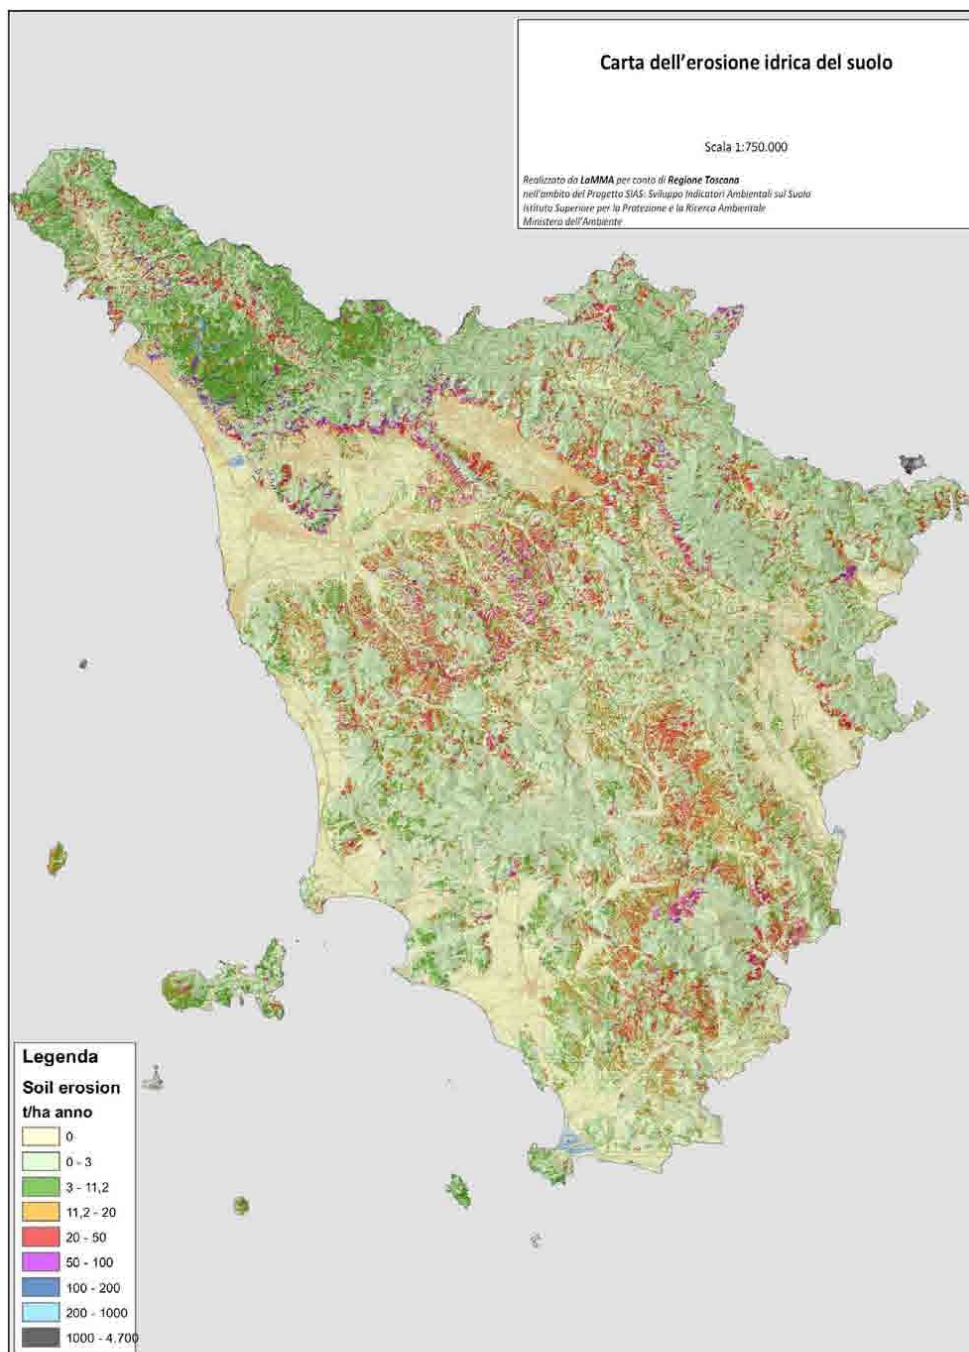 Carta dell'erosione idrica del suolo
Scala 1:750.000
Realizzato da LaMMA per conto di Regione Toscana
nell'ambito del Progetto SIAS: Sviluppo Indicatori Ambientali sul Suolo
Istituto Superiore per la Protezione e la Ricerca Ambientale
Ministero dell'Ambiente
Legenda
Soil erosion
t/ha anno
0
0 - 3
3 - 11,2
11,2 - 20
20 - 50
50 - 100
100 - 200
200 - 1000
1000 - 4.700